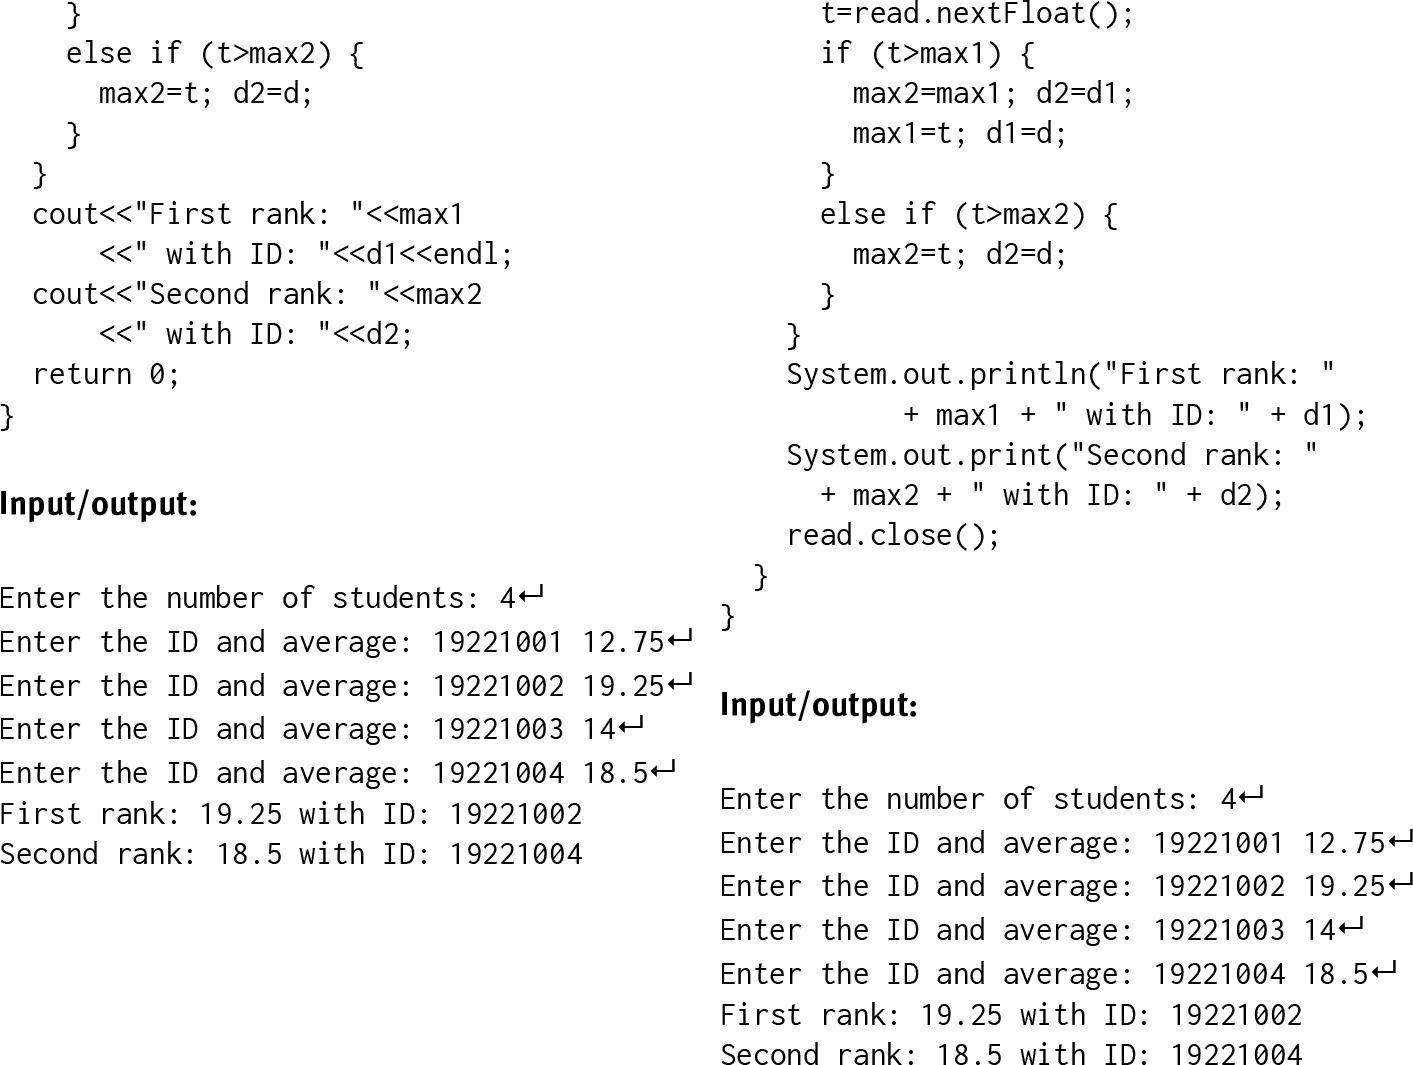 }
    else if (t>max2) {
      max2=t; d2=d;
    }
  }
  cout<<"First rank: "<<max1
      <<" with ID: "<<d1<<endl;
  cout<<"Second rank: "<<max2
      <<" with ID: "<<d2;
  return 0;
}
Input/output:
Enter the number of students: 4↵
Enter the ID and average: 19221001 12.75↵
Enter the ID and average: 19221002 19.25↵
Enter the ID and average: 19221003 14↵
Enter the ID and average: 19221004 18.5↵
First rank: 19.25 with ID: 19221002
Second rank: 18.5 with ID: 19221004
      t=read.nextFloat();
      if (t>max1) {
        max2=max1; d2=d1;
        max1=t; d1=d;
      }
      else if (t>max2) {
        max2=t; d2=d;
      }
    }
    System.out.println("First rank: "
           + max1 + " with ID: " + d1);
    System.out.print("Second rank: "
      + max2 + " with ID: " + d2);
    read.close();
  }
}
Input/output:
Enter the number of students: 4↵
Enter the ID and average: 19221001 12.75↵
Enter the ID and average: 19221002 19.25↵
Enter the ID and average: 19221003 14↵
Enter the ID and average: 19221004 18.5↵
First rank: 19.25 with ID: 19221002
Second rank: 18.5 with ID: 19221004